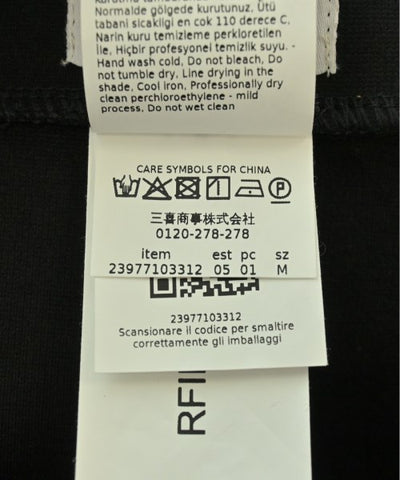 Normalde gölgede kurutunuz. Ütü
tabani sicakligi en cok 110 derece C,
Narin kuru temizleme perkloretilen
ile, Hiçbir profesyonel temizlik suyu. -
Hand wash cold, Do not bleach, Do
not tumble dry, Line drying in the
shade, Cool iron, Professionally dry
clean perchloroethylene - mild
process, Do not wet clean
CARE SYMBOLS FOR CHINA
三喜商事株式会社
0120-278-278
item est pc sz
23977103312 05 01 M
23977103312
Scansionare il codice per smaltire
correttamente gli imballaggi